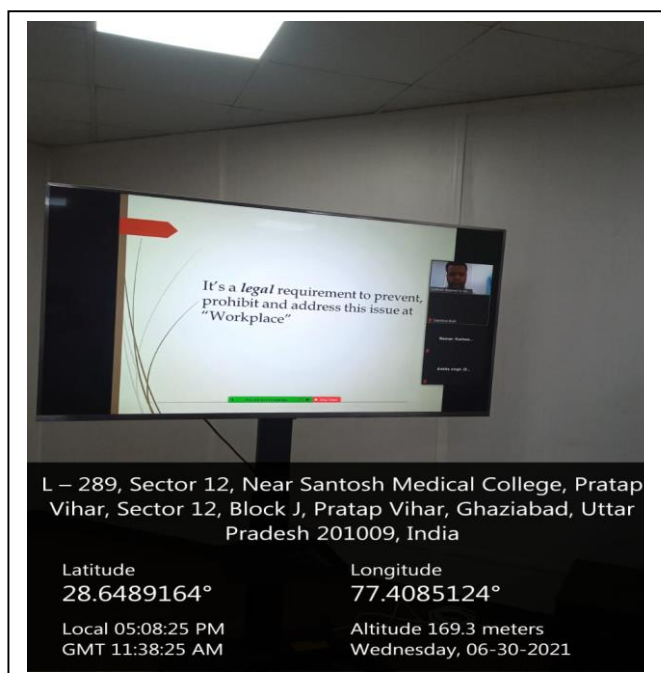 It's a legal requirement to prevent,
prohibit and address this issue at
"Workplace"
L – 289, Sector 12, Near Santosh Medical College, Pratap
Vihar, Sector 12, Block J, Pratap Vihar, Ghaziabad, Uttar
Pradesh 201009, India
Latitude
28.6489164°
Longitude
77.4085124°
Local 05:08:25 PM
GMT 11:38:25 AM
Altitude 169.3 meters
Wednesday, 06-30-2021